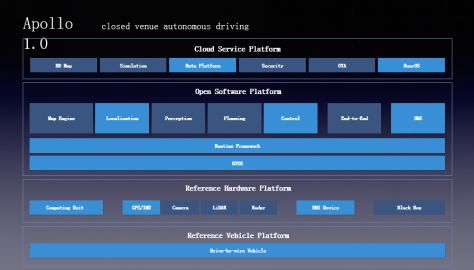 Apollo 1.0
closed venue autonomous driving
Cloud Service Platform
HD Map Simulation Data Platform Security OTA DuerOS
Open Software Platform
Map Engine Localization Perception Planning Control End-to-End HMI
Runtime Framework
RTOS
Reference Hardware Platform
Computing Unit GPS/IMU Camera LiDAR Radar HMI Device Black Box
Reference Vehicle Platform
Drive-by-wire Vehicle